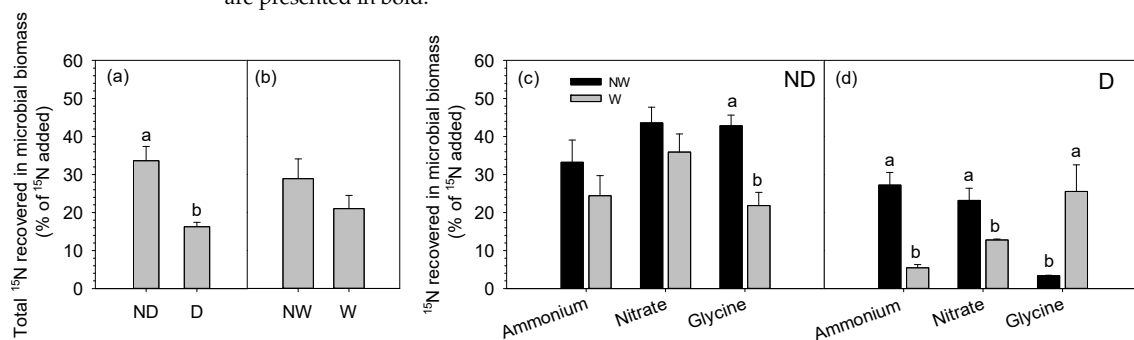 are presented in bold.
Total ¹⁵N recovered in microbial biomass
(% of ¹⁵N added)
60
50
40
30
20
10
0
(a)
a
b
ND
D
(b)
NW
W
¹⁵N recovered in microbial biomass
(% of ¹⁵N added)
60
50
40
30
20
10
0
(c)
NW
W
ND
a
b
Ammonium
Nitrate
Glycine
(d)
D
a
b
a
b
b
a
Ammonium
Nitrate
Glycine